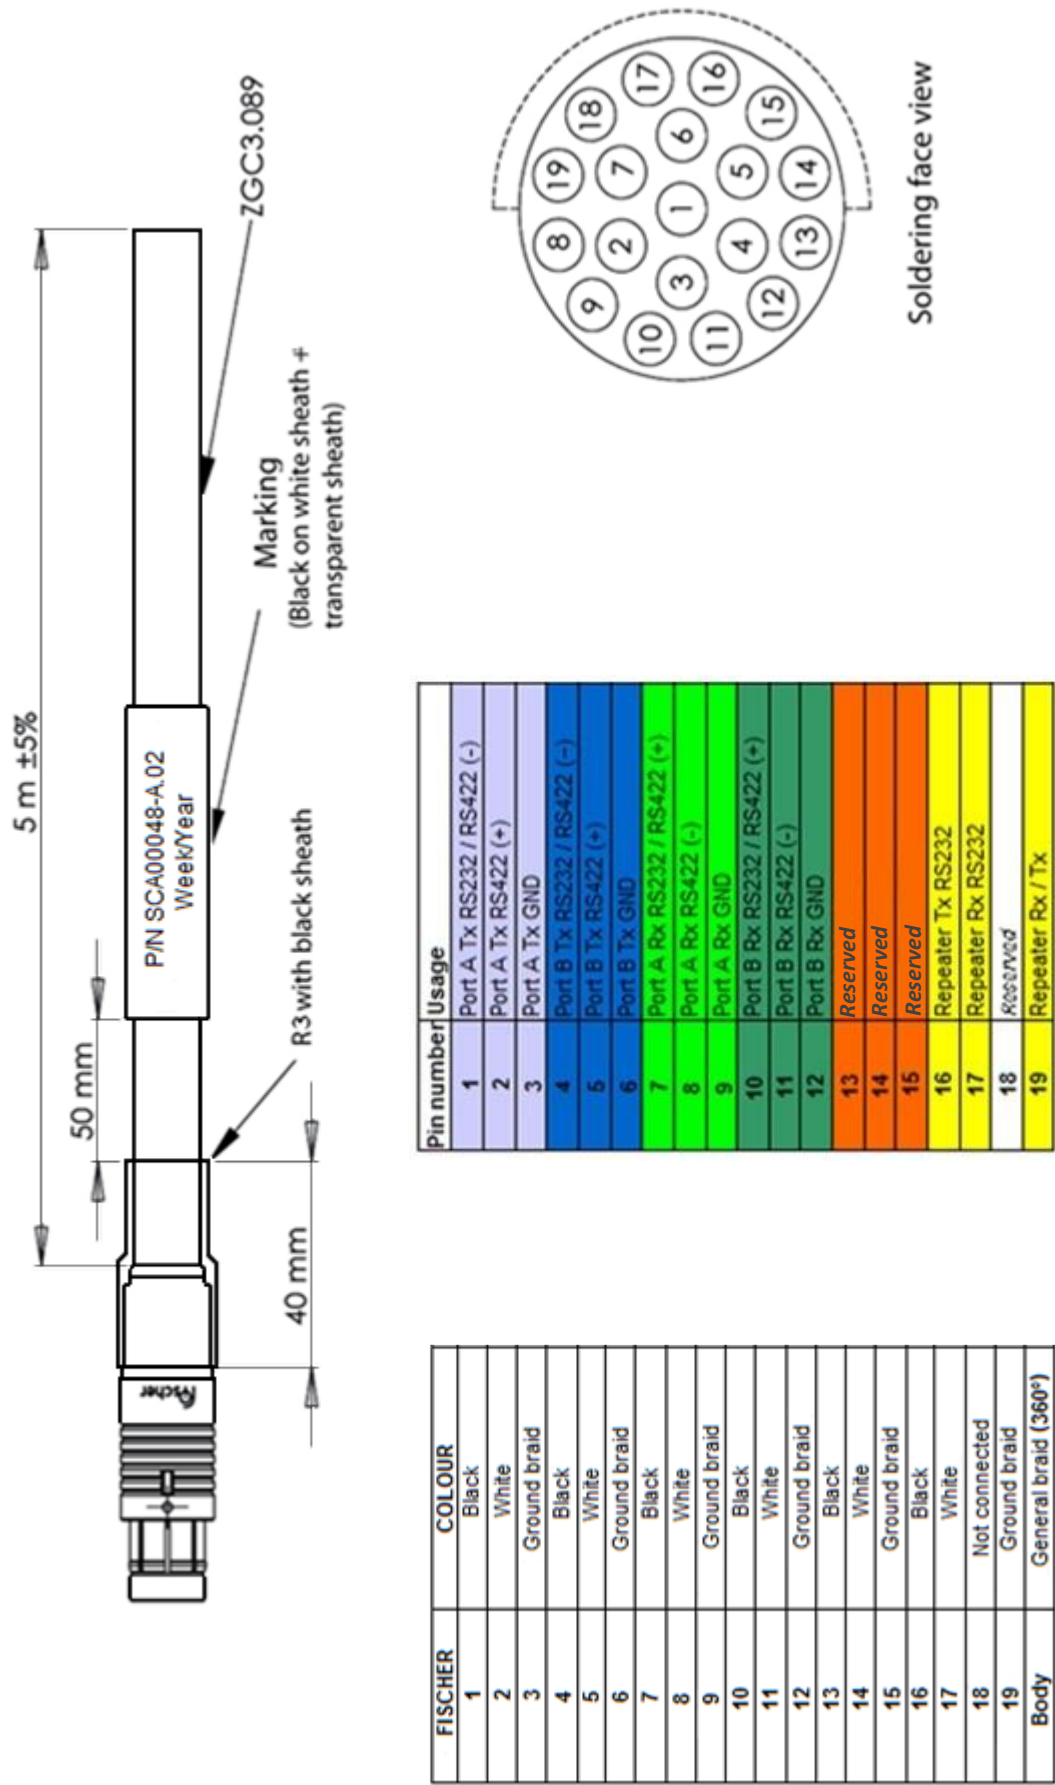 5 m ±5%
50 mm
P/N SCA00048-A.02
Week/Year
ZGC3.089
Marking
(Black on white sheath +
transparent sheath)
R3 with black sheath
40 mm
Fischer
FISCHER COLOUR
1 Black
2 White
3 Ground braid
4 Black
5 White
6 Ground braid
7 Black
8 White
9 Ground braid
10 Black
11 White
12 Ground braid
13 Black
14 White
15 Ground braid
16 Black
17 White
18 Not connected
19 Ground braid
Body General braid (360°)
Pin number Usage
1 Port A Tx RS232 / RS422 (-)
2 Port A Tx RS422 (+)
3 Port A Tx GND
4 Port B Tx RS232 / RS422 (-)
5 Port B Tx RS422 (+)
6 Port B Tx GND
7 Port A Rx RS232 / RS422 (+)
8 Port A Rx RS422 (-)
9 Port A Rx GND
10 Port B Rx RS232 / RS422 (+)
11 Port B Rx RS422 (-)
12 Port B Rx GND
13 Reserved
14 Reserved
15 Reserved
16 Repeater Tx RS232
17 Repeater Rx RS232
18 Reserved
19 Repeater Rx / Tx
8 19 18 17
9 2 7 16
10 3 1 6
11 4 5 15
12 13 14
Soldering face view